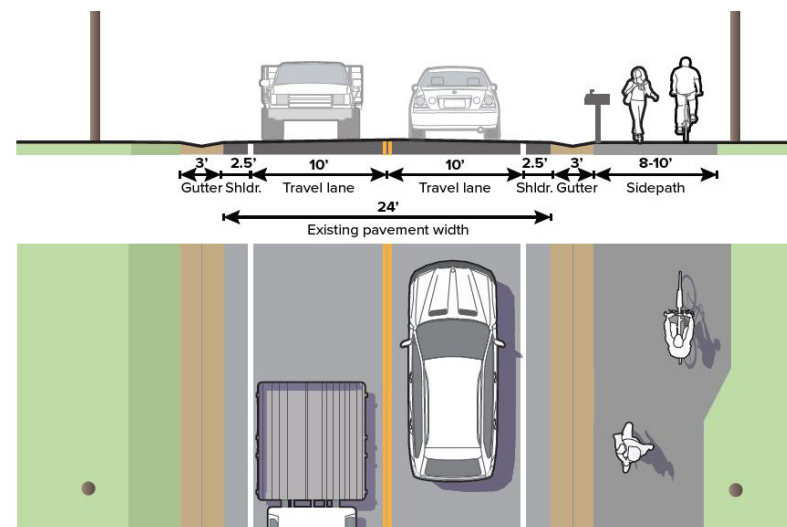 3' 2.5' 10' 10' 2.5' 3' 8-10'
Gutter Shldr. Travel lane Travel lane Shldr. Gutter Sidepath
24'
Existing pavement width